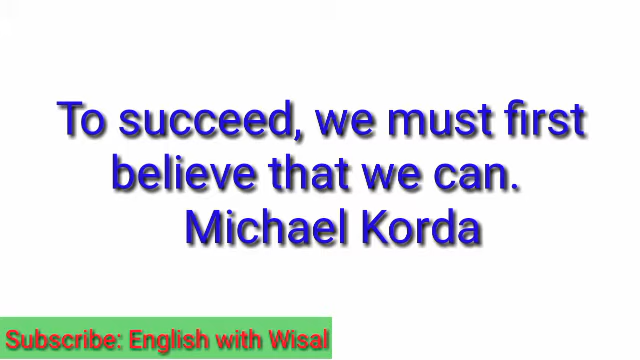 To succeed, we must first
believe that we can.
Michael Korda
Subscribe: English with Wisal